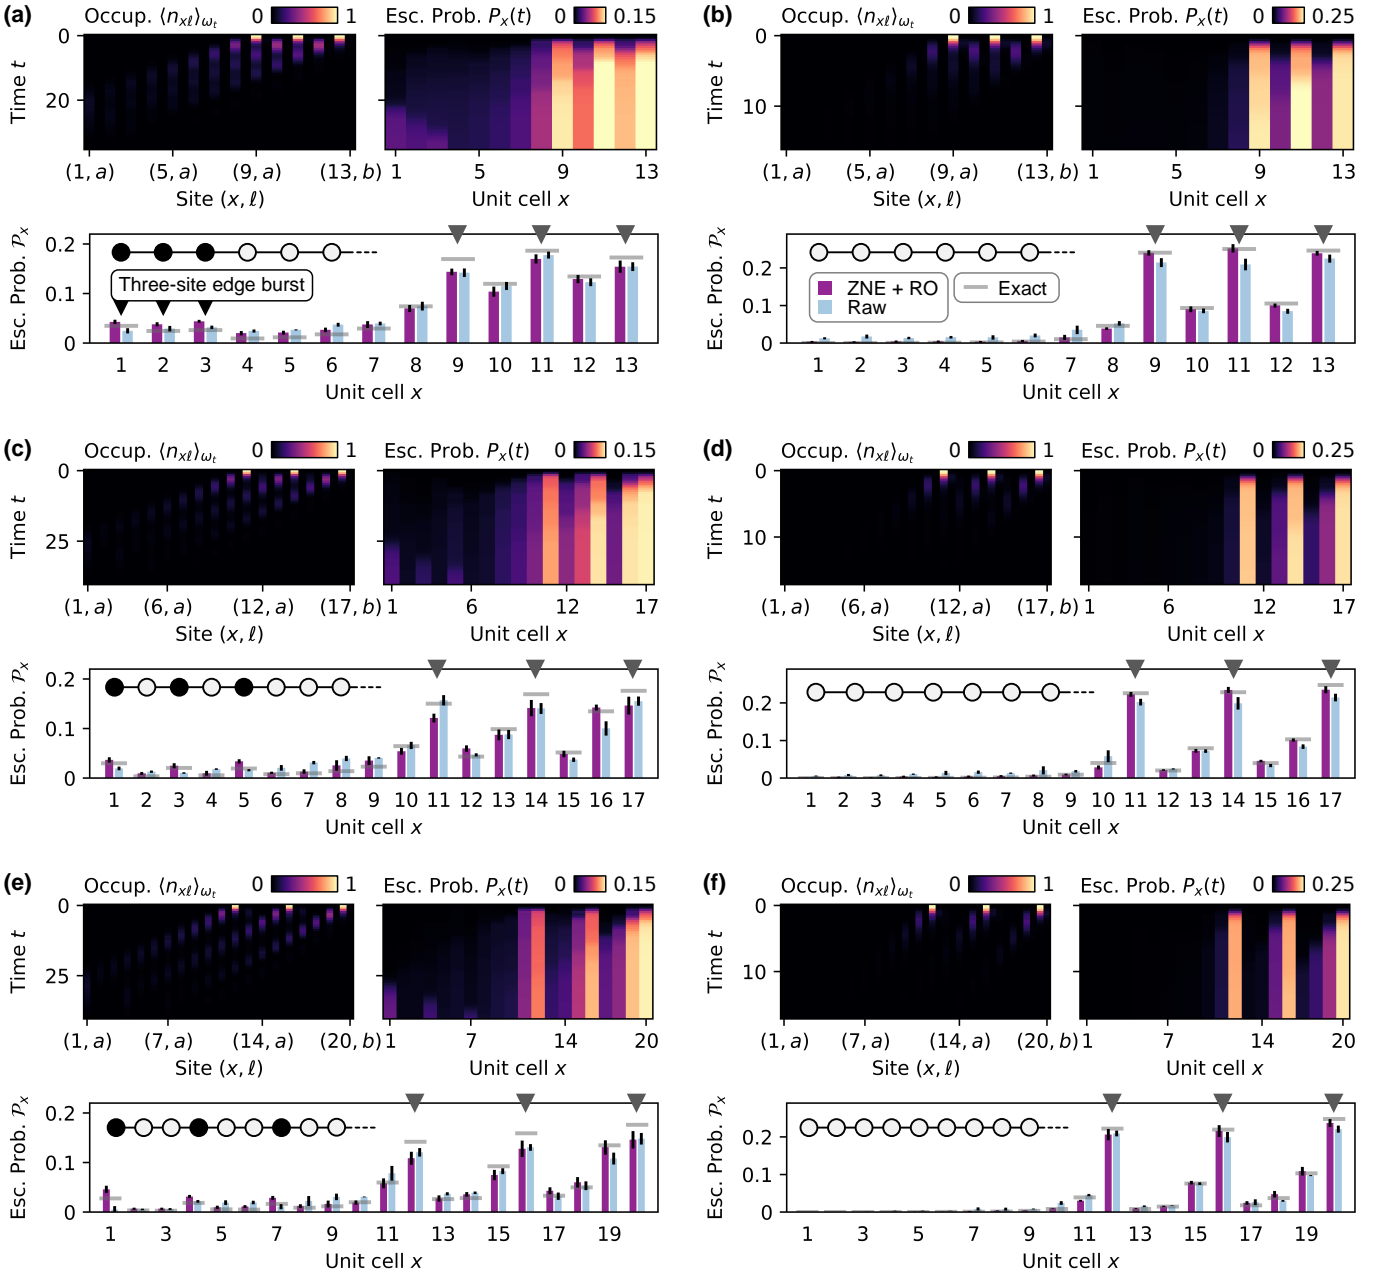 (a) Occup. ⟨n_{xℓ}⟩_{ω_t} 0 1 Esc. Prob. P_x(t) 0 0.15
Time t
0
20
(1, a) (5, a) (9, a) (13, b)
Site (x, ℓ)
1 5 9 13
Unit cell x
Esc. Prob. 𝒫_x
0.2
0.1
0
Three-site edge burst
1 2 3 4 5 6 7 8 9 10 11 12 13
Unit cell x
(b) Occup. ⟨n_{xℓ}⟩_{ω_t} 0 1 Esc. Prob. P_x(t) 0 0.25
Time t
0
10
(1, a) (5, a) (9, a) (13, b)
Site (x, ℓ)
1 5 9 13
Unit cell x
Esc. Prob. 𝒫_x
0.2
0.1
0
ZNE + RO
Raw
Exact
1 2 3 4 5 6 7 8 9 10 11 12 13
Unit cell x
(c) Occup. ⟨n_{xℓ}⟩_{ω_t} 0 1 Esc. Prob. P_x(t) 0 0.15
Time t
0
25
(1, a) (6, a) (12, a) (17, b)
Site (x, ℓ)
1 6 12 17
Unit cell x
Esc. Prob. 𝒫_x
0.2
0.1
0
1 2 3 4 5 6 7 8 9 10 11 12 13 14 15 16 17
Unit cell x
(d) Occup. ⟨n_{xℓ}⟩_{ω_t} 0 1 Esc. Prob. P_x(t) 0 0.25
Time t
0
10
(1, a) (6, a) (12, a) (17, b)
Site (x, ℓ)
1 6 12 17
Unit cell x
Esc. Prob. 𝒫_x
0.2
0.1
0
1 2 3 4 5 6 7 8 9 10 11 12 13 14 15 16 17
Unit cell x
(e) Occup. ⟨n_{xℓ}⟩_{ω_t} 0 1 Esc. Prob. P_x(t) 0 0.15
Time t
0
25
(1, a) (7, a) (14, a) (20, b)
Site (x, ℓ)
1 7 14 20
Unit cell x
Esc. Prob. 𝒫_x
0.2
0.1
0
1 3 5 7 9 11 13 15 17 19
Unit cell x
(f) Occup. ⟨n_{xℓ}⟩_{ω_t} 0 1 Esc. Prob. P_x(t) 0 0.25
Time t
0
10
(1, a) (7, a) (14, a) (20, b)
Site (x, ℓ)
1 7 14 20
Unit cell x
Esc. Prob. 𝒫_x
0.2
0.1
0
1 3 5 7 9 11 13 15 17 19
Unit cell x